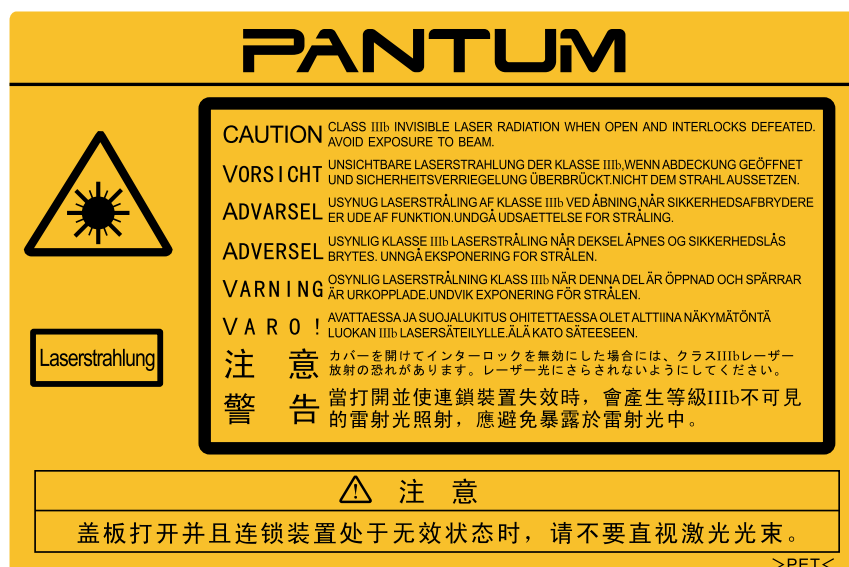 PANTUM
CAUTION CLASS IIIb INVISIBLE LASER RADIATION WHEN OPEN AND INTERLOCKS DEFEATED.
AVOID EXPOSURE TO BEAM.
VORSICHT UNSICHTBARE LASERSTRAHLUNG DER KLASSE IIIb,WENN ABDECKUNG GEÖFFNET
UND SICHERHEITSVERRIEGELUNG ÜBERBRÜCKT.NICHT DEM STRAHL AUSSETZEN.
ADVARSEL USYNUG LASERSTRÅLING AF KLASSE IIIb VED ÅBNING,NÅR SIKKERHEDSAFBRYDERE
ER UDE AF FUNKTION.UNDGÅ UDSAETTELSE FOR STRÅLING.
ADVERSEL USYNLIG KLASSE IIIb LASERSTRÅLING NÅR DEKSEL ÅPNES OG SIKKERHEDSLÅS
BRYTES. UNNGÅ EKSPONERING FOR STRÅLEN.
VARNING OSYNLIG LASERSTRÅLNING KLASS IIIb NÄR DENNA DEL ÄR ÖPPNAD OCH SPÄRRAR
ÄR URKOPPLADE.UNDVIK EXPONERING FÖR STRÅLEN.
VARO! AVATTAESSA JA SUOJALUKITUS OHITETTAESSA OLET ALTTIINA NÄKYMÄTÖNTÄ
LUOKAN IIIb LASERSÄTEILYLLE.ÄLÄ KATO SÄTEESEEN.
注 意 カバーを開けてインターロックを無効にした場合には、クラスIIIbレーザー
放射の恐れがあります。レーザー光にさらされないようにしてください。
警 告 當打開並使連鎖裝置失效時，會產生等級IIIb不可見
的雷射光照射，應避免暴露於雷射光中。
Laserstrahlung
注 意
盖板打开并且连锁装置处于无效状态时，请不要直视激光光束。
>PET<